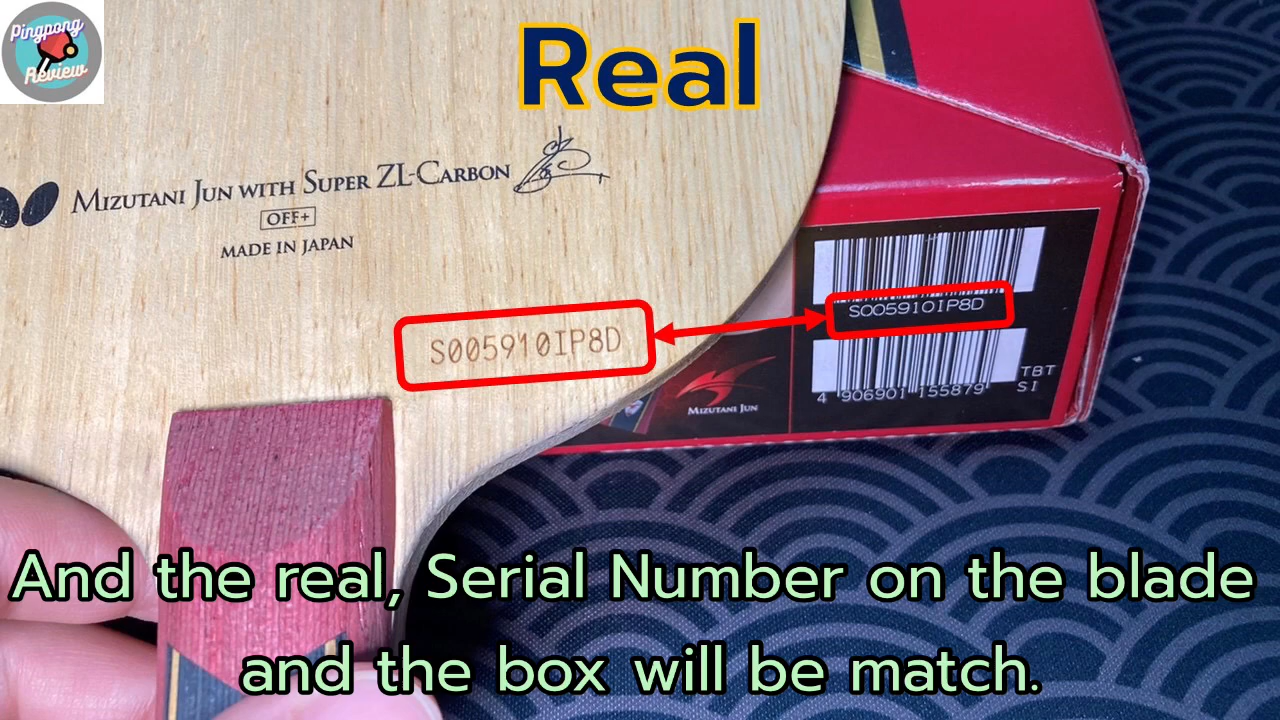 Pingpong
Review
Real
MIZUTANI JUN WITH SUPER ZL-CARBON
OFF+
MADE IN JAPAN
S005910IP8D
S005910IP8D
4 906901 155879
TBT
SI
MIZUTANI JUN
And the real, Serial Number on the blade
and the box will be match.